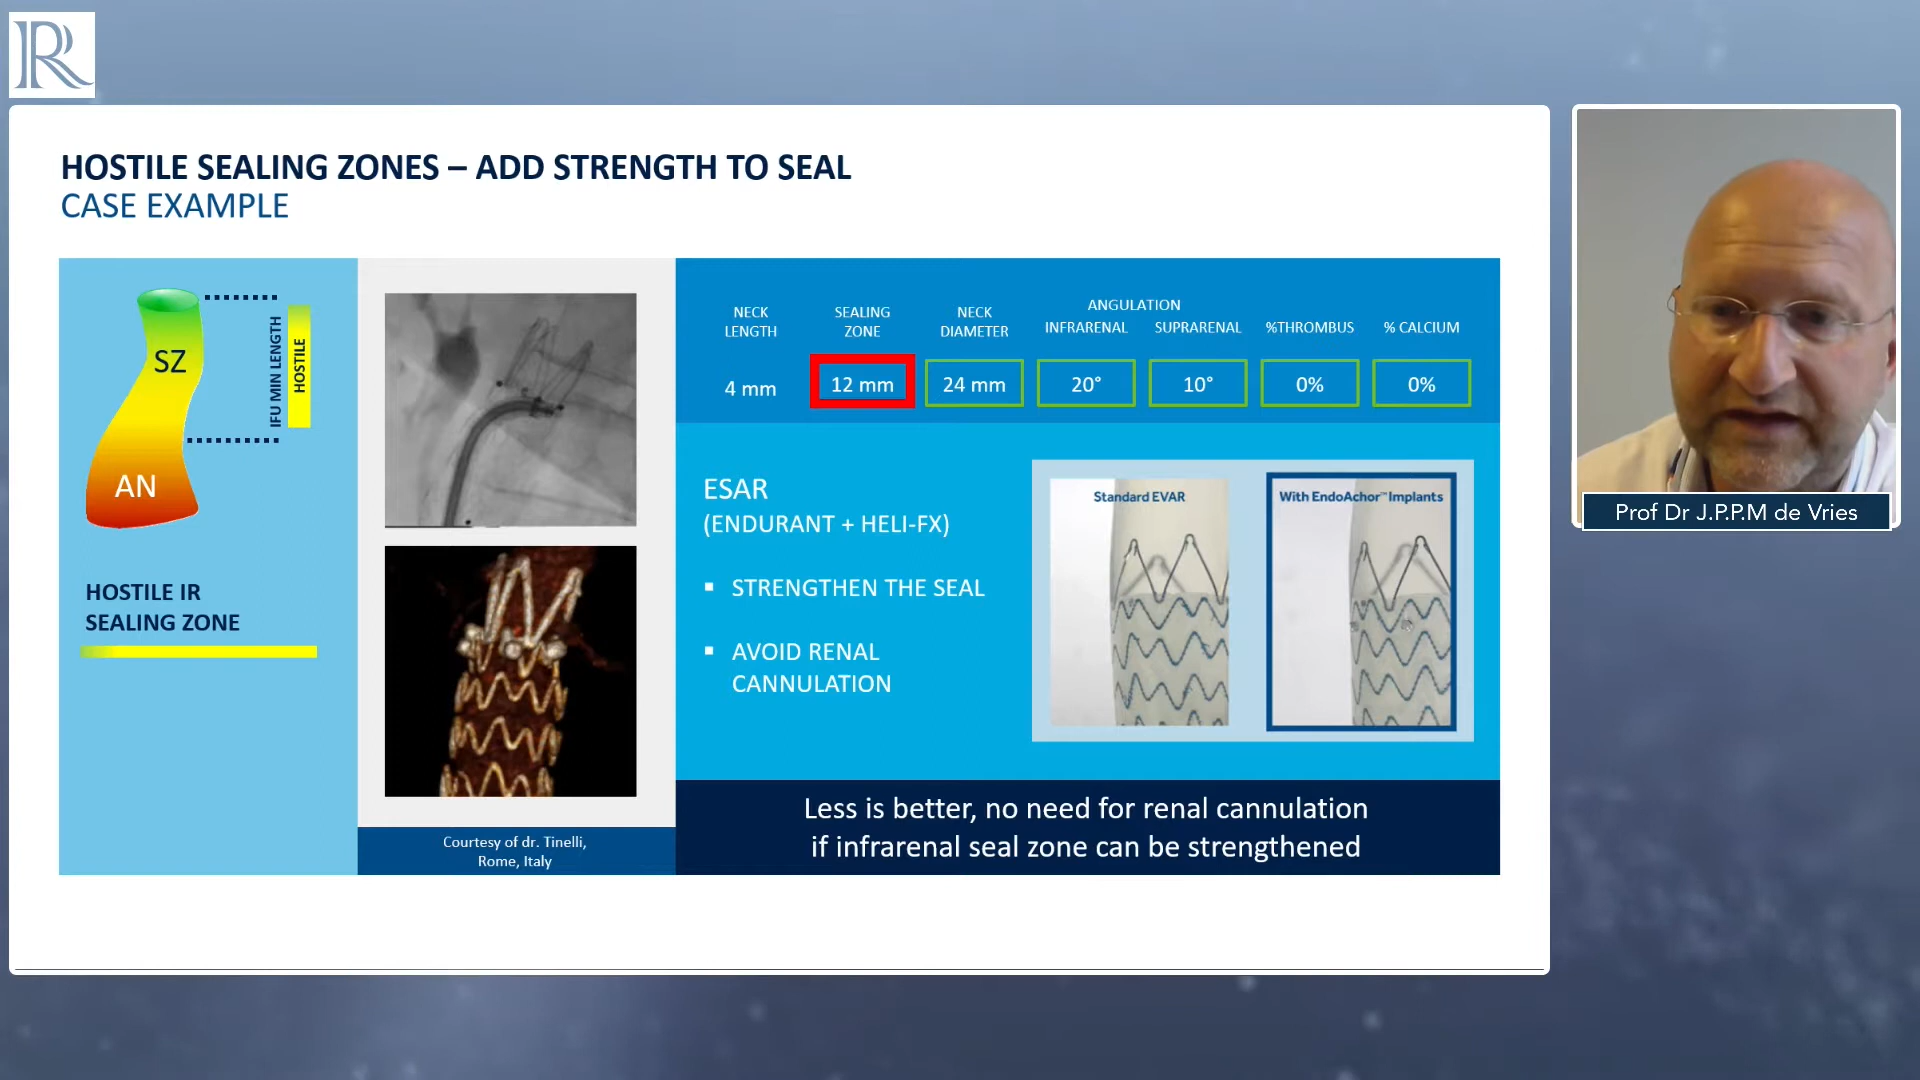 R
HOSTILE SEALING ZONES – ADD STRENGTH TO SEAL
CASE EXAMPLE
SZ
AN
IFU MIN LENGTH
HOSTILE
HOSTILE IR
SEALING ZONE
Courtesy of dr. Tinelli,
Rome, Italy
NECK
LENGTH
4 mm
SEALING
ZONE
12 mm
NECK
DIAMETER
24 mm
ANGULATION
INFRARENAL
20°
SUPRARENAL
10°
%THROMBUS
0%
% CALCIUM
0%
ESAR
(ENDURANT + HELI-FX)
▪ STRENGTHEN THE SEAL
▪ AVOID RENAL
CANNULATION
Standard EVAR
With EndoAchor™ Implants
Less is better, no need for renal cannulation
if infrarenal seal zone can be strengthened
Prof Dr J.P.P.M de Vries